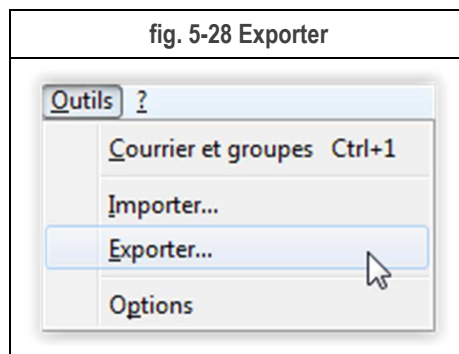 fig. 5-28 Exporter
Outils ?
Courrier et groupes Ctrl+1
Importer...
Exporter...
Options